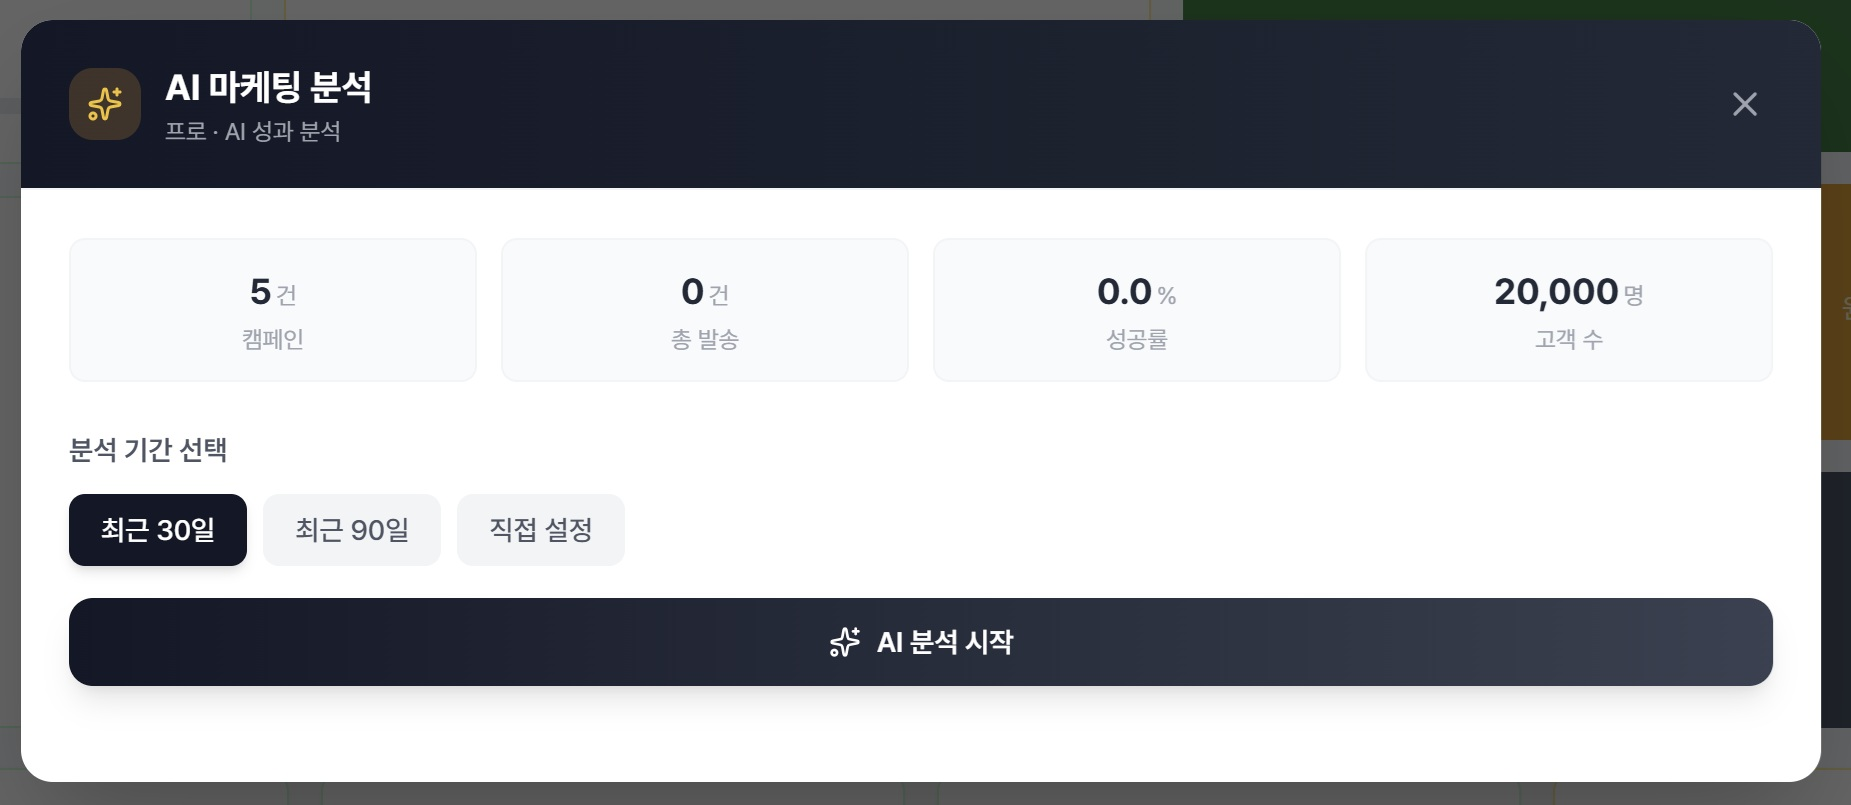 AI 마케팅 분석
프로 · AI 성과 분석
5 건
캠페인
0 건
총 발송
0.0 %
성공률
20,000 명
고객 수
분석 기간 선택
최근 30일
최근 90일
직접 설정
AI 분석 시작